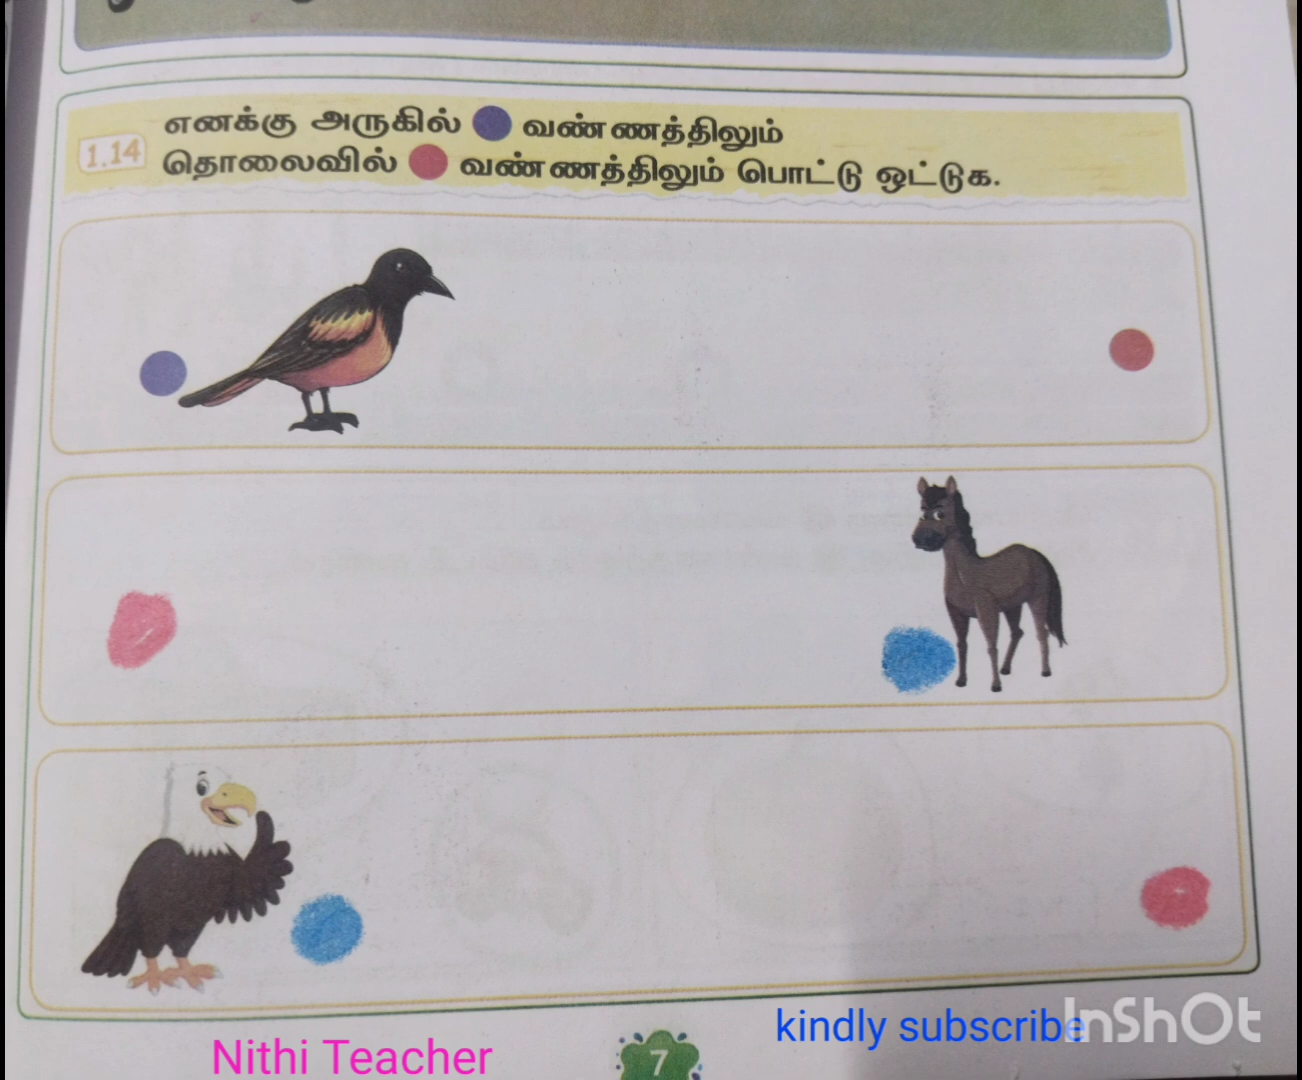 1.14
எனக்கு அருகில் வண்ணத்திலும்
தொலைவில் வண்ணத்திலும் பொட்டு ஒட்டுக.
Nithi Teacher
7
kindly subscribe
InShOt